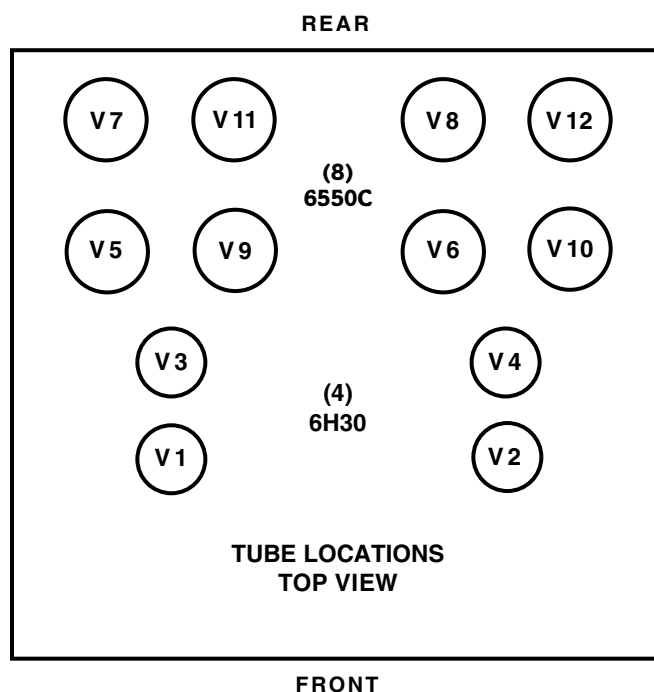 REAR
V7 V11 V8 V12
(8)
6550C
V5 V9 V6 V10
V3 V4
(4)
6H30
V1 V2
TUBE LOCATIONS
TOP VIEW
FRONT